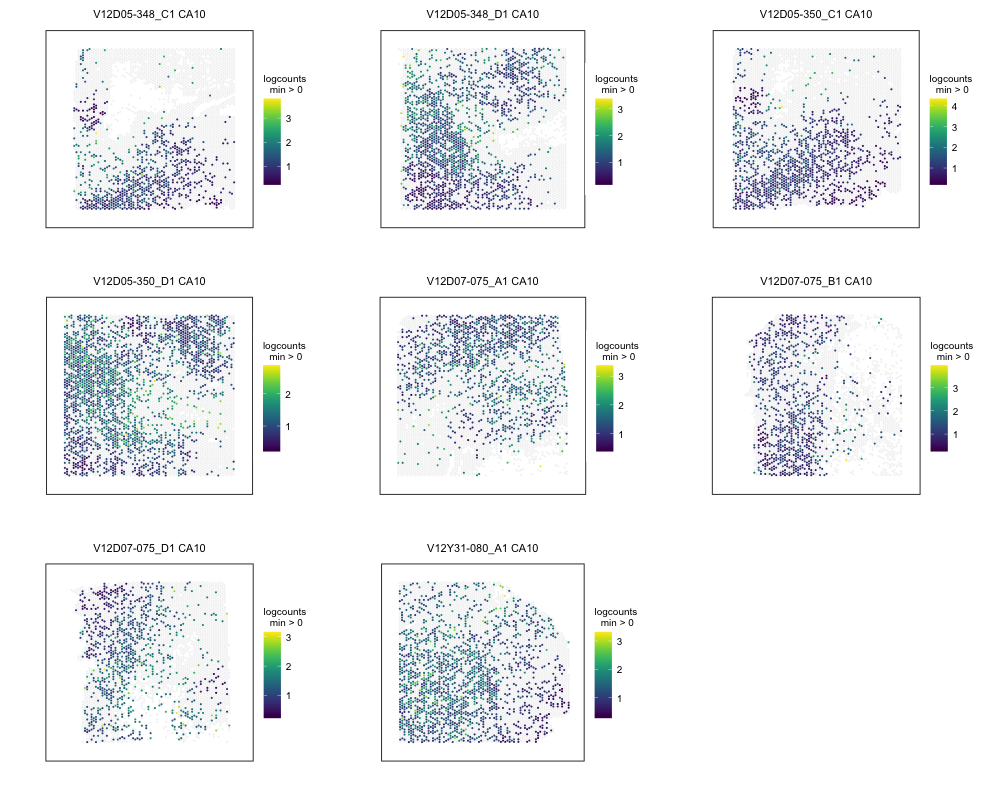 V12D05-348_C1 CA10
logcounts
min > 0
3
2
1
V12D05-348_D1 CA10
logcounts
min > 0
3
2
1
V12D05-350_C1 CA10
logcounts
min > 0
4
3
2
1
V12D05-350_D1 CA10
logcounts
min > 0
2
1
V12D07-075_A1 CA10
logcounts
min > 0
3
2
1
V12D07-075_B1 CA10
logcounts
min > 0
3
2
1
V12D07-075_D1 CA10
logcounts
min > 0
3
2
1
V12Y31-080_A1 CA10
logcounts
min > 0
3
2
1